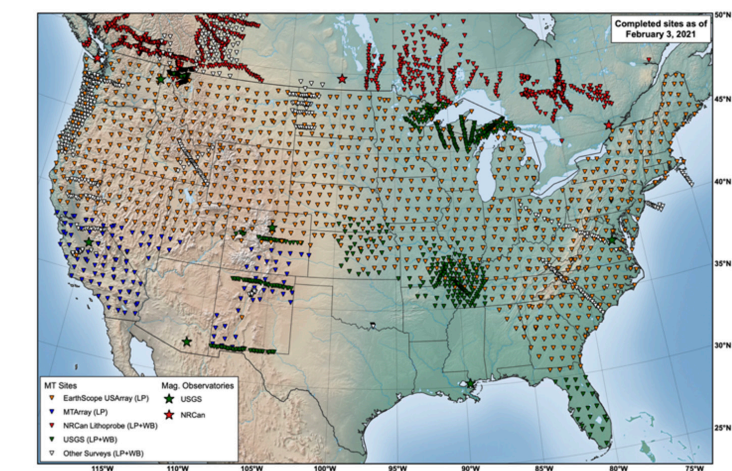 Completed sites as of
February 3, 2021
50°N
45°N
40°N
35°N
30°N
25°N
MT Sites
EarthScope USArray (LP)
MTArray (LP)
NRCan Lithoprobe (LP+WB)
USGS (LP+WB)
Other Surveys (LP+WB)
Mag. Observatories
USGS
NRCan
115°W
110°W
105°W
100°W
95°W
90°W
85°W
80°W
75°W